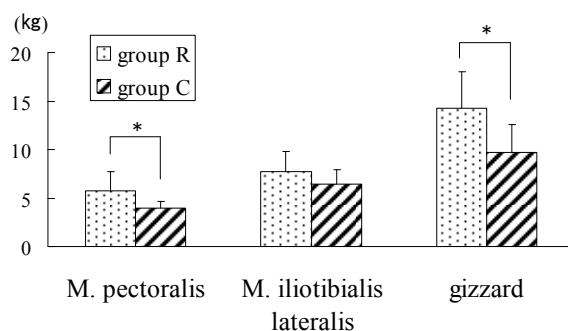 (kg)
20
15
10
5
0
group R
group C
*
*
M. pectoralis
M. iliotibialis
lateralis
gizzard